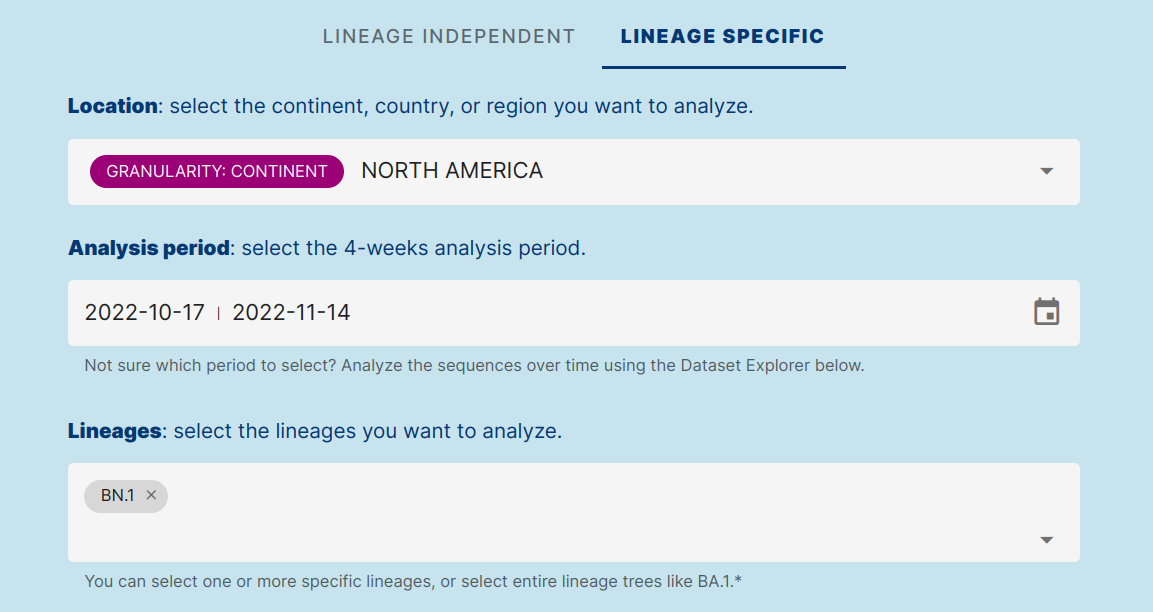 LINEAGE INDEPENDENT LINEAGE SPECIFIC
Location: select the continent, country, or region you want to analyze.
GRANULARITY: CONTINENT NORTH AMERICA
Analysis period: select the 4-weeks analysis period.
2022-10-17 | 2022-11-14
Not sure which period to select? Analyze the sequences over time using the Dataset Explorer below.
Lineages: select the lineages you want to analyze.
BN.1 ×
You can select one or more specific lineages, or select entire lineage trees like BA.1.*